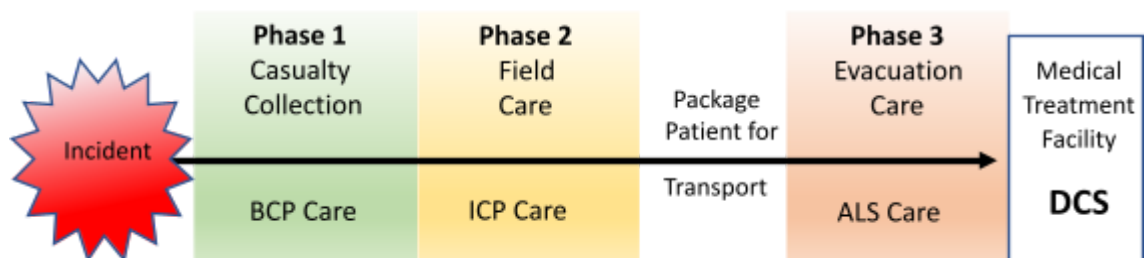 Incident
Phase 1
Casualty
Collection
BCP Care
Phase 2
Field
Care
ICP Care
Package
Patient for
Transport
Phase 3
Evacuation
Care
ALS Care
Medical
Treatment
Facility
DCS